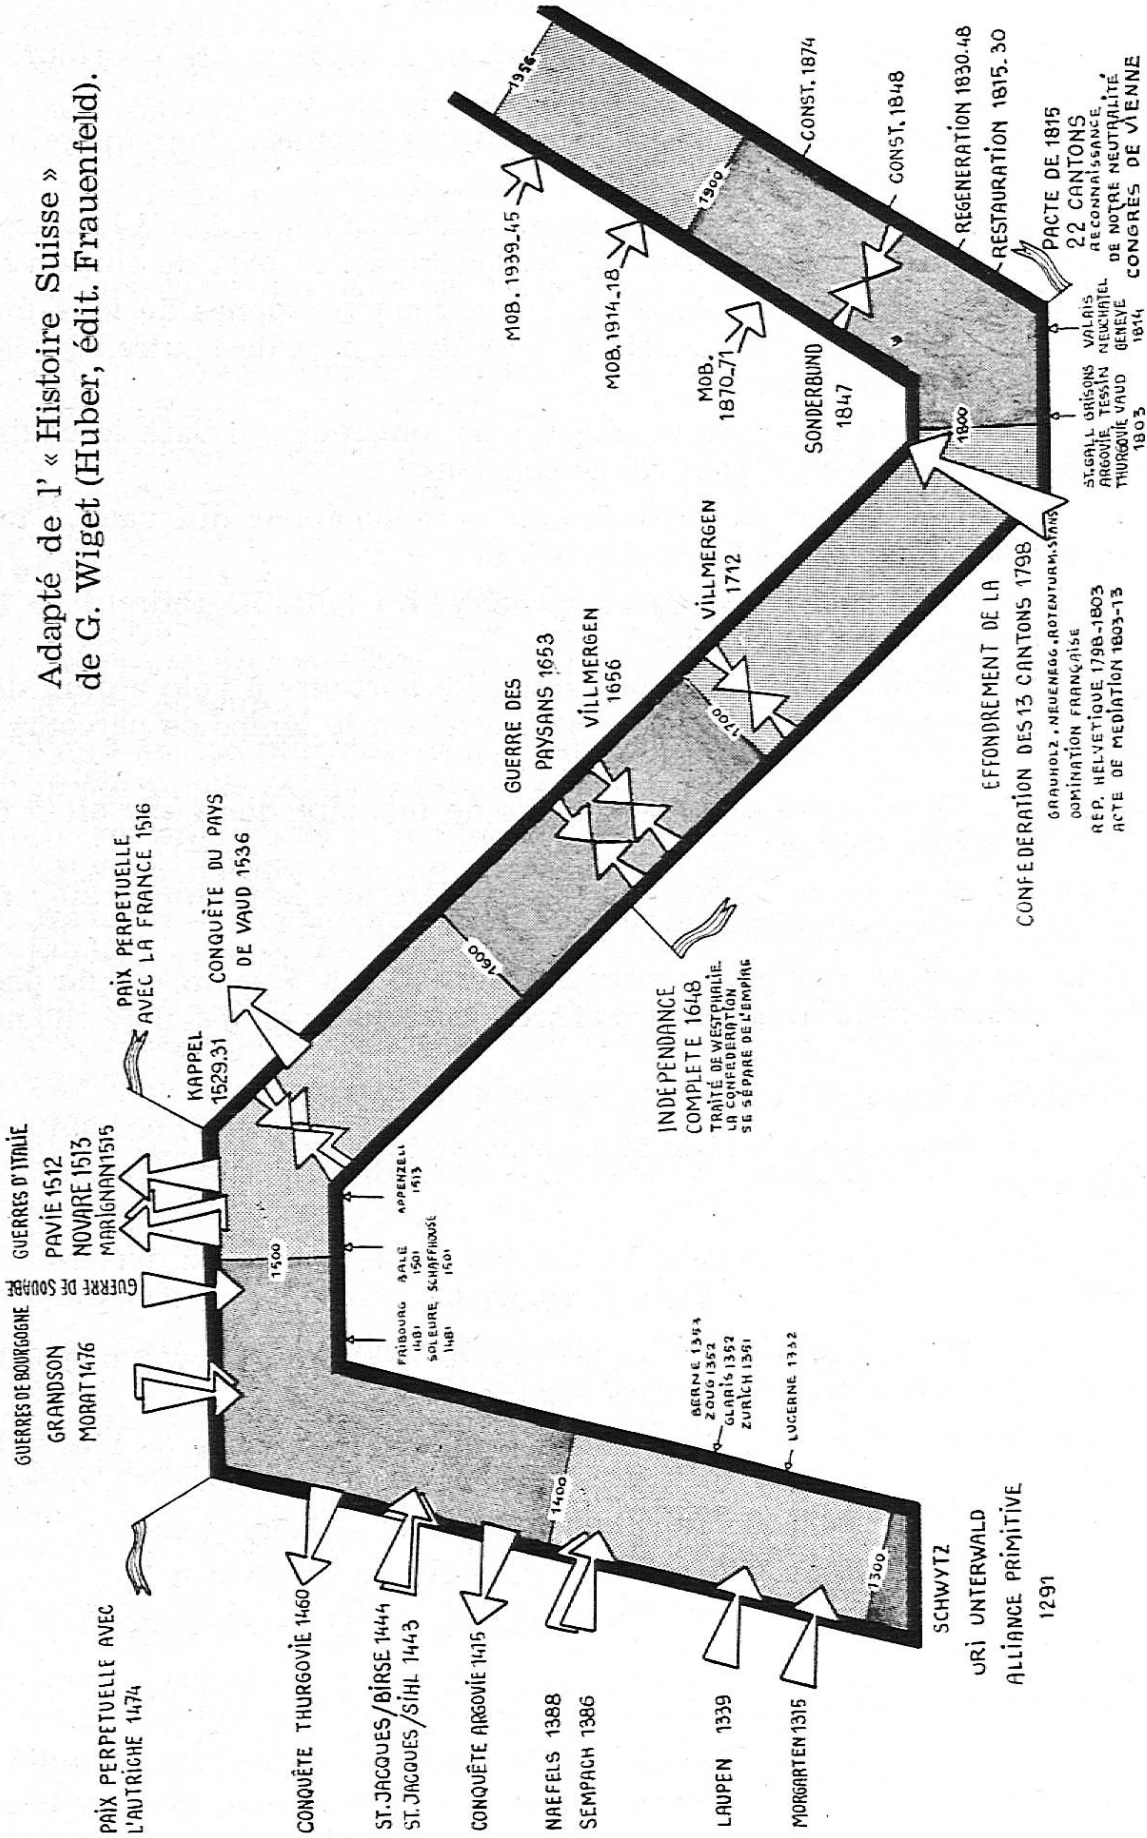 Adapté de l' « Histoire Suisse »
de G. Wiget (Huber, édit. Frauenfeld).
SCHWYTZ
URI UNTERWALD
ALLIANCE PRIMITIVE
1291
1300
MORGARTEN 1315
LAUPEN 1339
LUCERNE 1332
BERNE 1353
ZOUG 1352
GLARIS 1352
ZURICH 1351
NAEFELS 1388
SEMPACH 1386
1400
CONQUÊTE ARGOVIE 1415
ST. JACQUES/BIRSE 1444
ST. JACQUES/SIHL 1443
CONQUÊTE THURGOVIE 1460
PAIX PERPETUELLE AVEC
L'AUTRICHE 1474
GUERRES DE BOURGOGNE
GRANDSON
MORAT 1476
GUERRE DE SOUABE
FRIBOURG
1481
SOLEURE
1481
BALE
1501
SCHAFFHOUSE
1501
1500
APPENZELL
1513
GUERRES D'ITALIE
PAVIE 1512
NOVARE 1513
MARIGNAN 1515
PAIX PERPETUELLE
AVEC LA FRANCE 1516
KAPPEL
1529.31
CONQUÊTE DU PAYS
DE VAUD 1536
1600
INDEPENDANCE
COMPLETE 1648
TRAITÉ DE WESTPHALIE.
LA CONFEDERATION
SE SÉPARE DE L'EMPIRE
GUERRE DES
PAYSANS 1653
VILLMERGEN
1656
1700
VILLMERGEN
1712
EFFONDREMENT DE LA
CONFEDERATION DES 13 CANTONS 1798
GRAUHOLZ, NEUENEGG, ROTENTURM, STANS
DOMINATION FRANÇAISE
REP. HELVETIQUE 1798-1803
ACTE DE MEDIATION 1803-13
1800
ST.GALL GRISONS
ARGOVIE TESSIN
THURGOVIE VAUD
1803
VALAIS
NEUCHATEL
GENEVE
1814
PACTE DE 1815
22 CANTONS
RECONNAISSANCE
DE NOTRE NEUTRALITÉ
CONGRES DE VIENNE
RESTAURATION 1815.30
REGENERATION 1830.48
SONDERBUND
1847
CONST. 1848
MOB.
1870-71
CONST. 1874
1900
MOB. 1914-18
MOB. 1939-45
1956